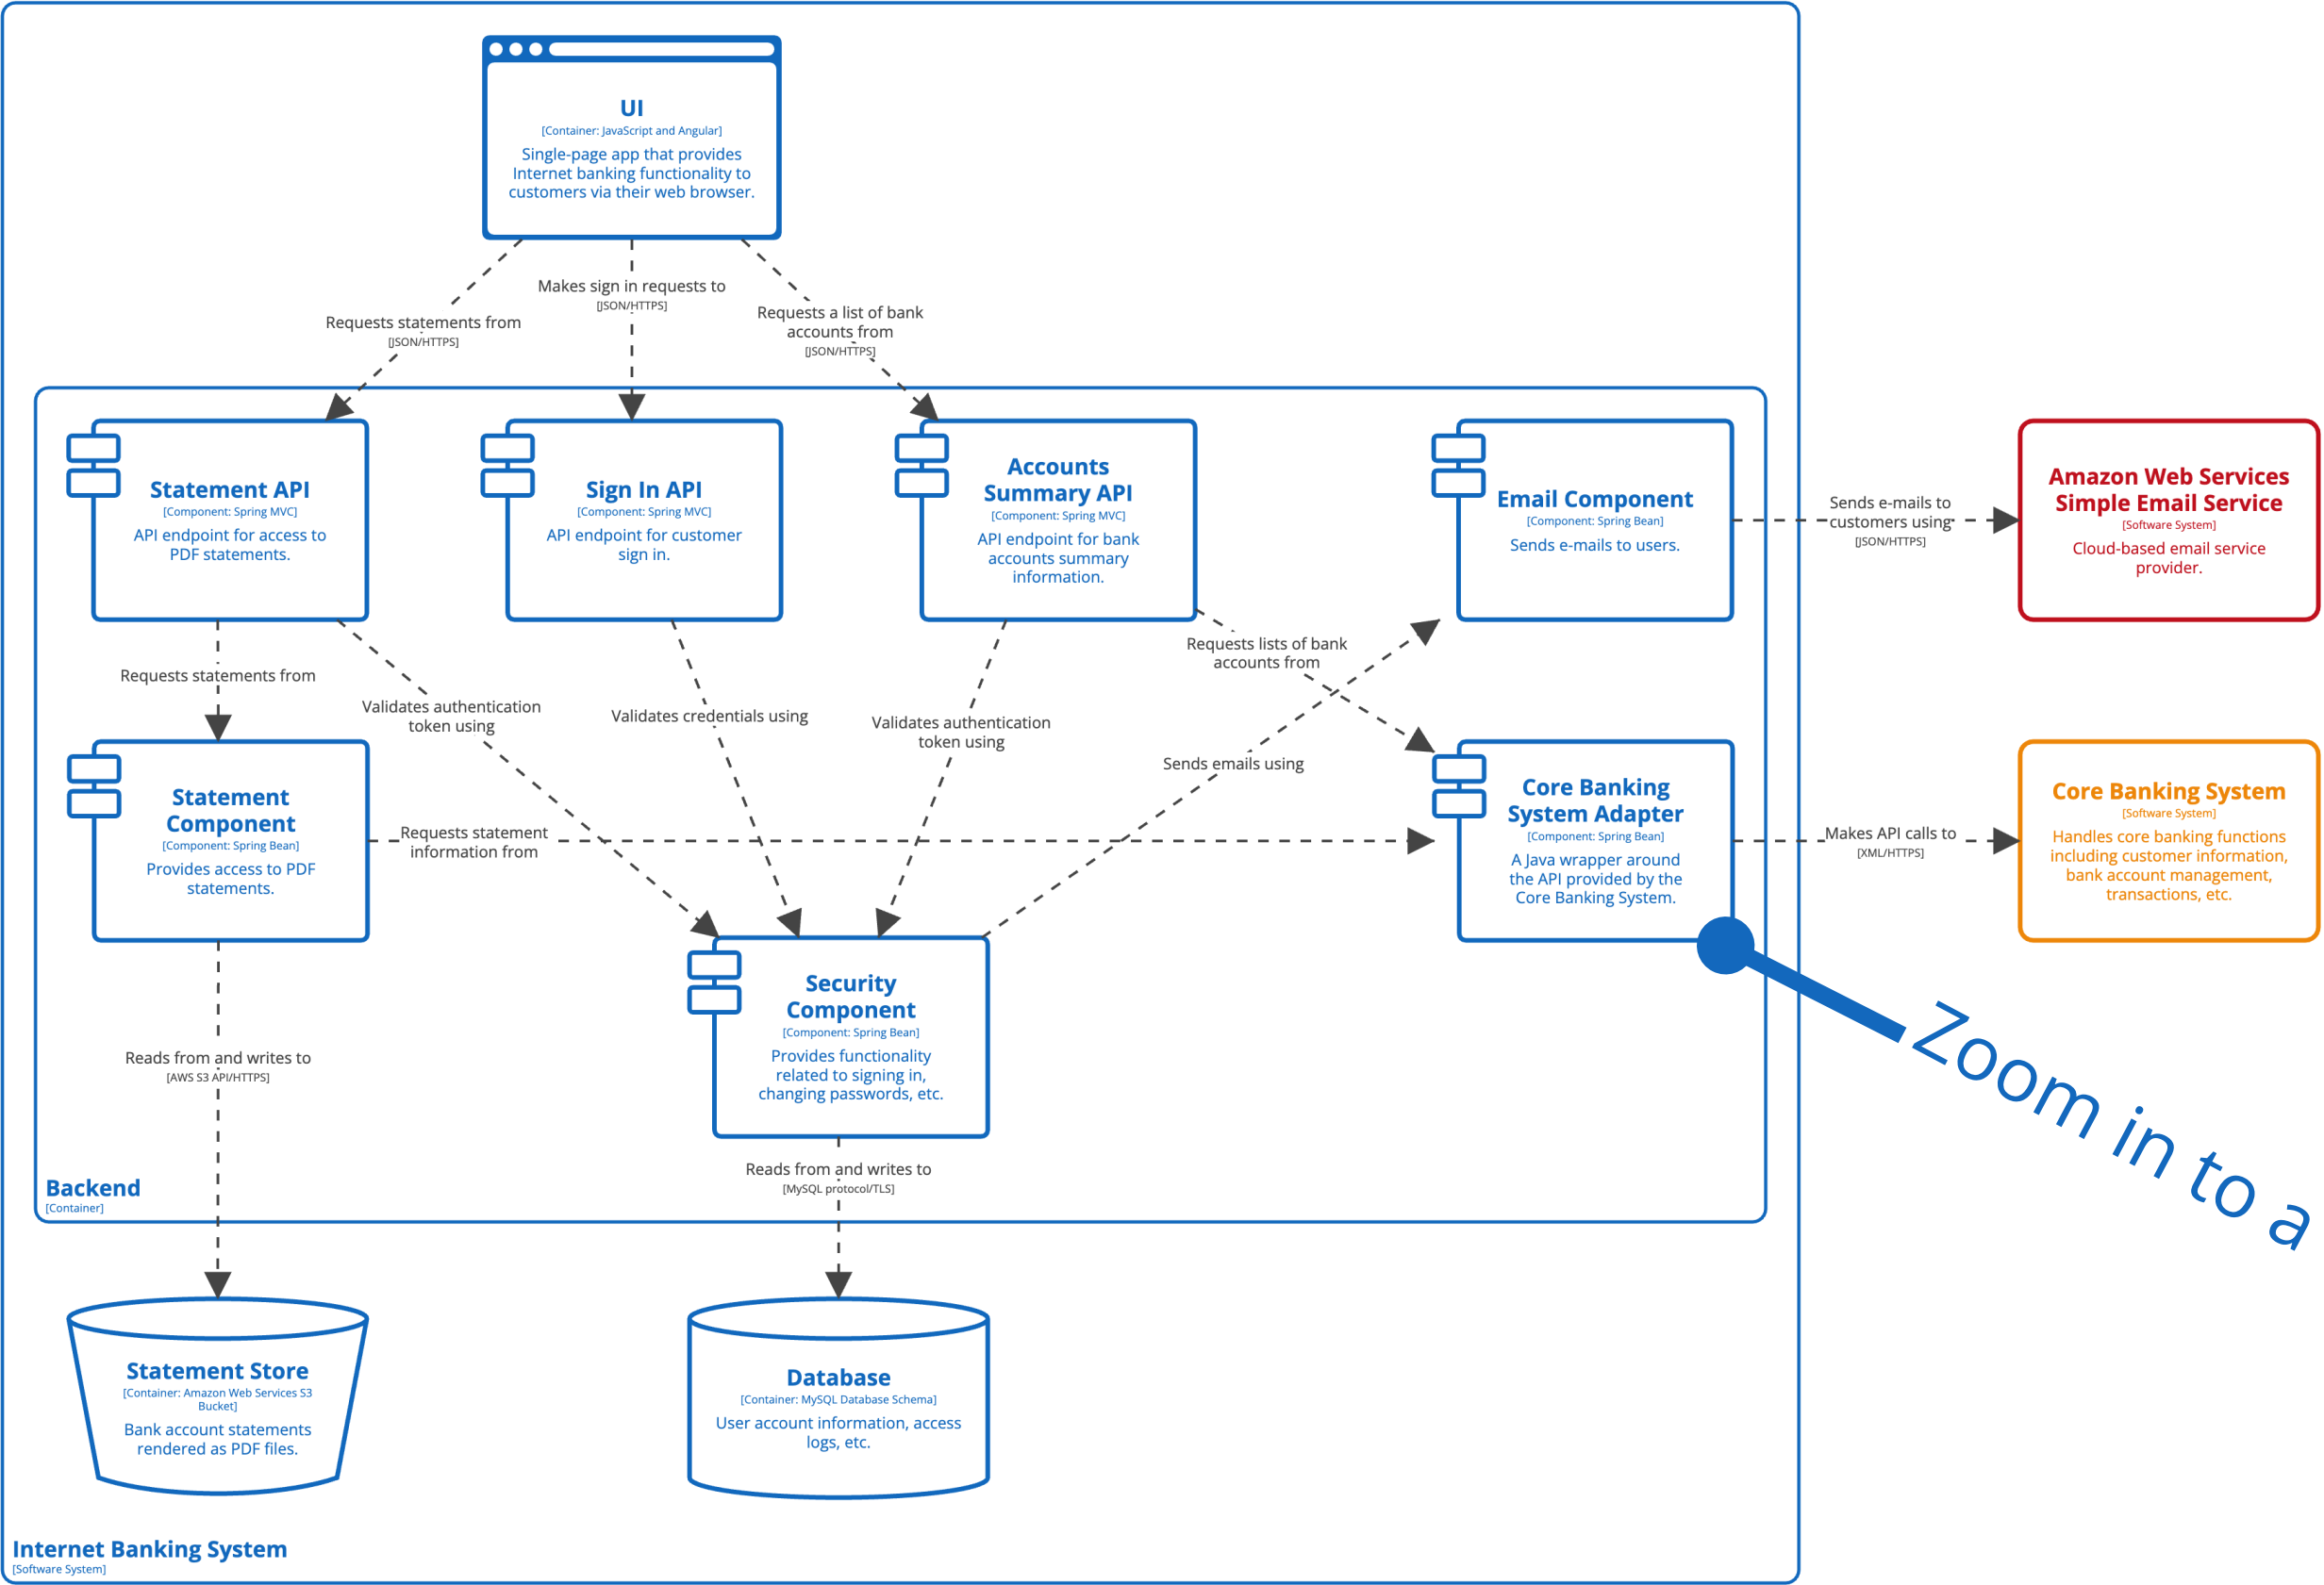 UI
[Container: JavaScript and Angular]
Single-page app that provides
Internet banking functionality to
customers via their web browser.
Makes sign in requests to
[JSON/HTTPS]
Requests a list of bank
accounts from
[JSON/HTTPS]
Requests statements from
[JSON/HTTPS]
Statement API
[Component: Spring MVC]
API endpoint for access to
PDF statements.
Sign In API
[Component: Spring MVC]
API endpoint for customer
sign in.
Accounts
Summary API
[Component: Spring MVC]
API endpoint for bank
accounts summary
information.
Email Component
[Component: Spring Bean]
Sends e-mails to users.
Sends e-mails to
customers using
[JSON/HTTPS]
Amazon Web Services
Simple Email Service
[Software System]
Cloud-based email service
provider.
Requests statements from
Validates authentication
token using
Validates credentials using
Validates authentication
token using
Requests lists of bank
accounts from
Sends emails using
Statement
Component
[Component: Spring Bean]
Provides access to PDF
statements.
Requests statement
information from
Core Banking
System Adapter
[Component: Spring Bean]
A Java wrapper around
the API provided by the
Core Banking System.
Makes API calls to
[XML/HTTPS]
Core Banking System
[Software System]
Handles core banking functions
including customer information,
bank account management,
transactions, etc.
Security
Component
[Component: Spring Bean]
Provides functionality
related to signing in,
changing passwords, etc.
Zoom in to a
Reads from and writes to
[AWS S3 API/HTTPS]
Reads from and writes to
[MySQL protocol/TLS]
Backend
[Container]
Statement Store
[Container: Amazon Web Services S3
Bucket]
Bank account statements
rendered as PDF files.
Database
[Container: MySQL Database Schema]
User account information, access
logs, etc.
Internet Banking System
[Software System]